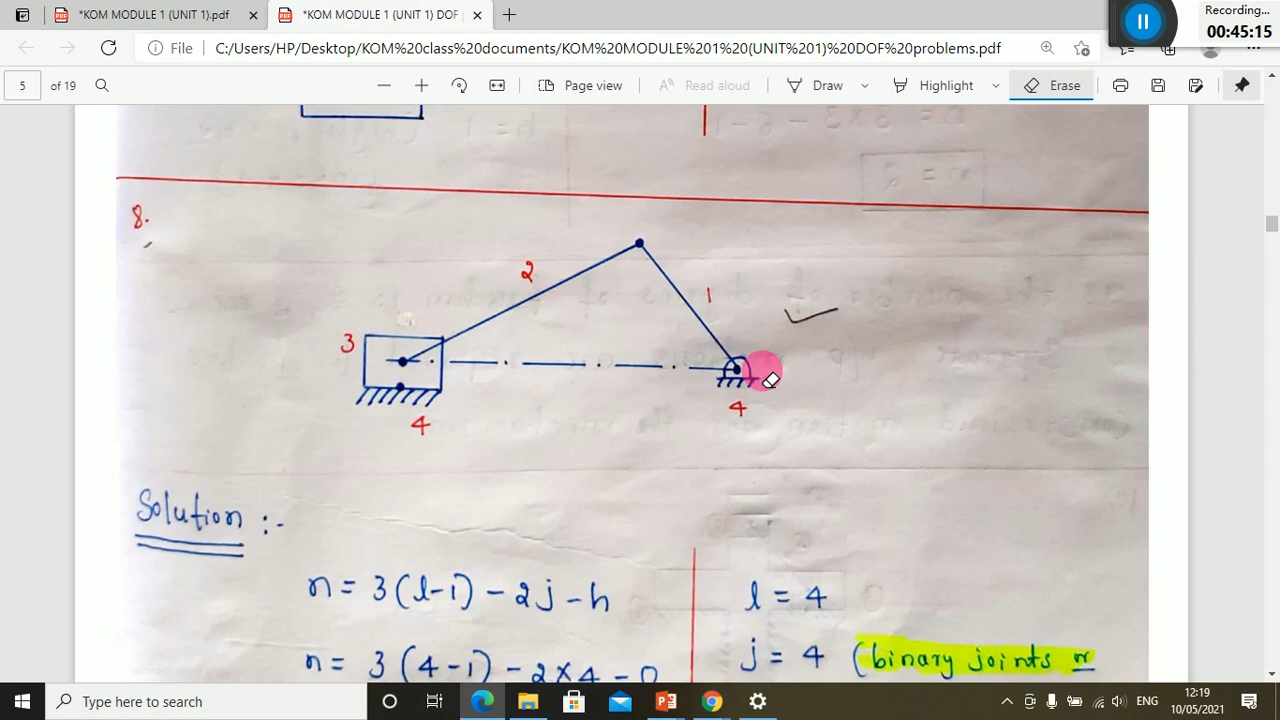 *KOM MODULE 1 (UNIT 1).pdf
*KOM MODULE 1 (UNIT 1) DOF
Recording...
00:45:15
File
C:/Users/HP/Desktop/KOM%20class%20documents/KOM%20MODULE%201%20(UNIT%201)%20DOF%20problems.pdf
5 of 19
Page view
Read aloud
Draw
Highlight
Erase
8.
2
1
3
4
4
Solution :-
n = 3(l-1) - 2j - h
l = 4
n = 3 (4-1) - 2×4 - 0
j = 4 (binary joints or
Type here to search
ENG
12:19
10/05/2021